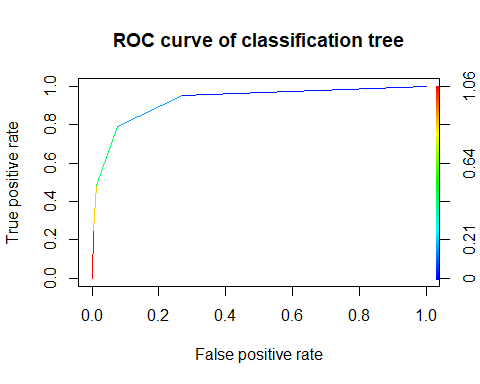 ROC curve of classification tree
True positive rate
1.0
0.8
0.6
0.4
0.2
0.0
1.06
0.64
0.21
0
0.0 0.2 0.4 0.6 0.8 1.0
False positive rate